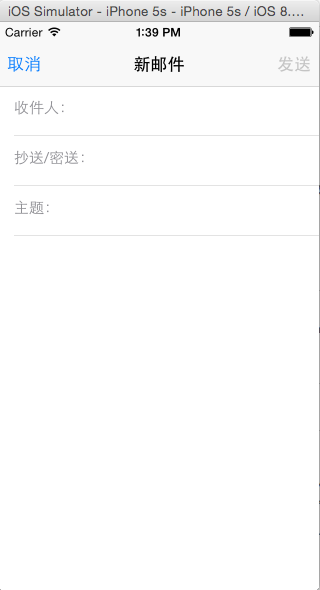 iOS Simulator - iPhone 5s - iPhone 5s / iOS 8....
Carrier 1:39 PM
取消 新邮件 发送
收件人：
抄送/密送：
主题：